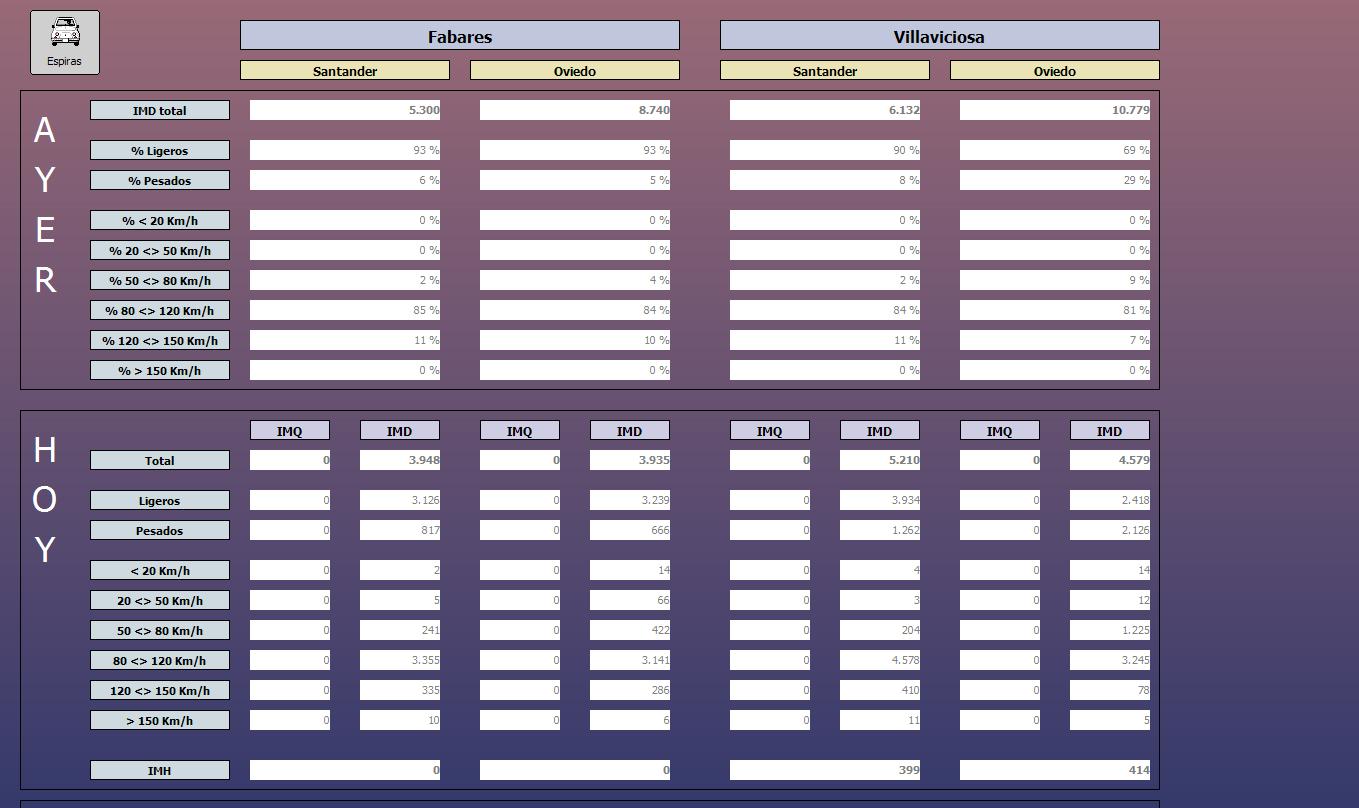 Espiras
Fabares Villaviciosa
Santander Oviedo Santander Oviedo
AYER
IMD total 5.300 8.740 6.132 10.779
% Ligeros 93 % 93 % 90 % 69 %
% Pesados 6 % 5 % 8 % 29 %
% < 20 Km/h 0 % 0 % 0 % 0 %
% 20 <> 50 Km/h 0 % 0 % 0 % 0 %
% 50 <> 80 Km/h 2 % 4 % 2 % 9 %
% 80 <> 120 Km/h 85 % 84 % 84 % 81 %
% 120 <> 150 Km/h 11 % 10 % 11 % 7 %
% > 150 Km/h 0 % 0 % 0 % 0 %
HOY
IMQ IMD IMQ IMD IMQ IMD IMQ IMD
Total 0 3.948 0 3.935 0 5.210 0 4.579
Ligeros 0 3.126 0 3.239 0 3.934 0 2.418
Pesados 0 817 0 666 0 1.262 0 2.126
< 20 Km/h 0 2 0 14 0 4 0 14
20 <> 50 Km/h 0 5 0 66 0 3 0 12
50 <> 80 Km/h 0 241 0 422 0 204 0 1.225
80 <> 120 Km/h 0 3.355 0 3.141 0 4.578 0 3.245
120 <> 150 Km/h 0 335 0 286 0 410 0 78
> 150 Km/h 0 10 0 6 0 11 0 5
IMH 0 0 399 414